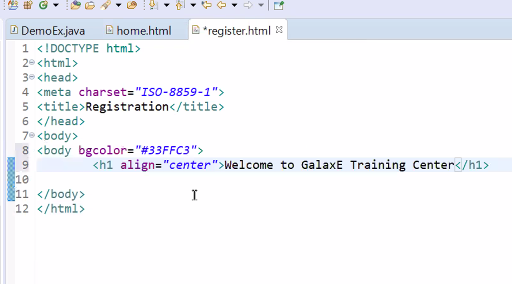 DemoEx.java home.html *register.html
1 <!DOCTYPE html>
2 <html>
3 <head>
4 <meta charset="ISO-8859-1">
5 <title>Registration</title>
6 </head>
7 <body>
8 <body bgcolor="#33FFC3">
9 <h1 align="center">Welcome to GalaxE Training Center</h1>
10
11 </body>
12 </html>